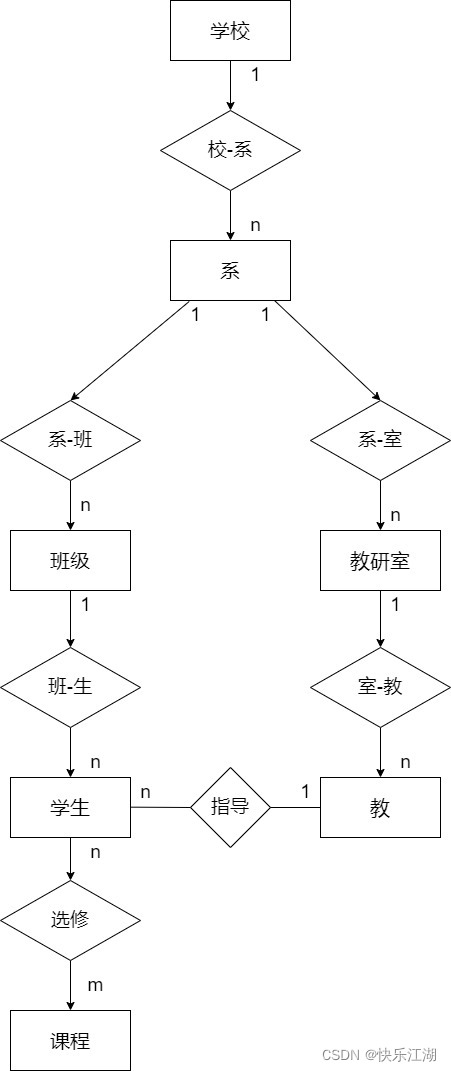 学校
1
校-系
n
系
1 1
系-班 系-室
n n
班级 教研室
1 1
班-生 室-教
n n
学生 n 指导 1 教
n
选修
m
课程
CSDN @快乐江湖